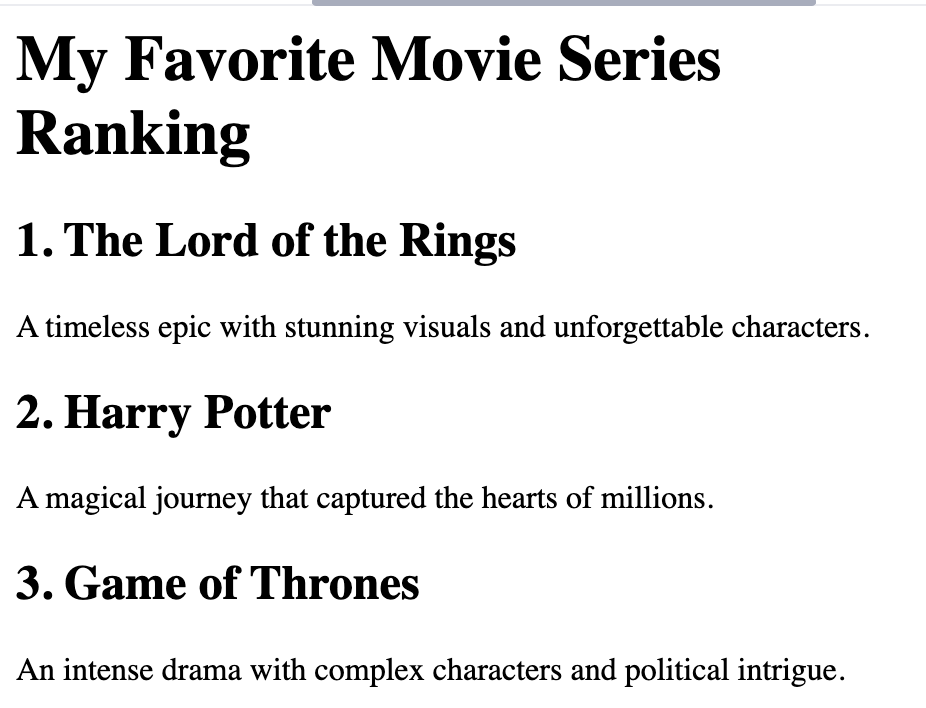 My Favorite Movie Series
Ranking
1. The Lord of the Rings
A timeless epic with stunning visuals and unforgettable characters.
2. Harry Potter
A magical journey that captured the hearts of millions.
3. Game of Thrones
An intense drama with complex characters and political intrigue.